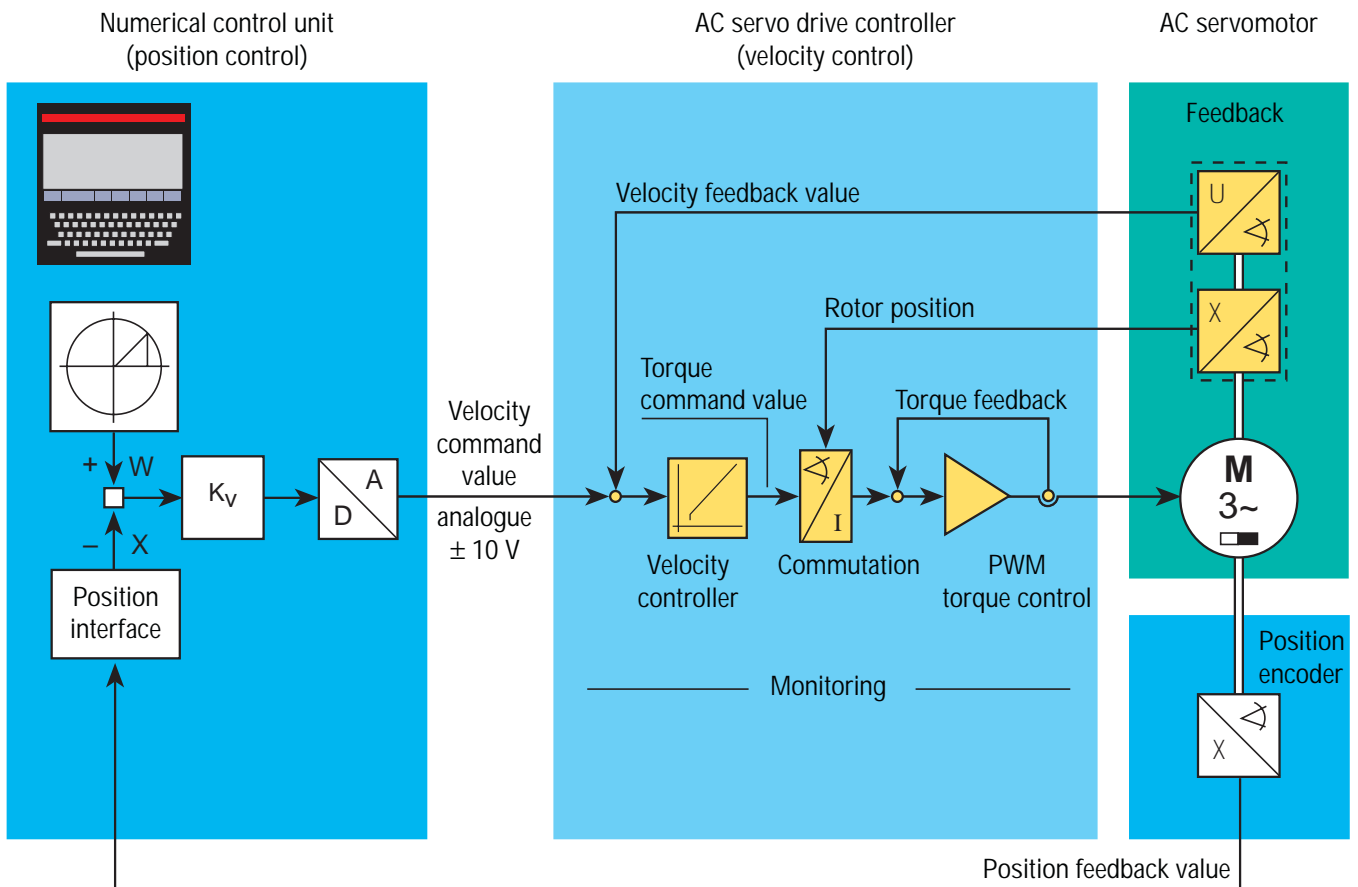 Numerical control unit
(position control)
AC servo drive controller
(velocity control)
AC servomotor
Feedback
U
Velocity feedback value
X
Rotor position
Torque
command value
Torque feedback
Velocity
command
value
analogue
± 10 V
+ W
KV
A
D
− X
Position
interface
I
M
3~
Velocity
controller
Commutation
PWM
torque control
Monitoring
Position
encoder
X
Position feedback value